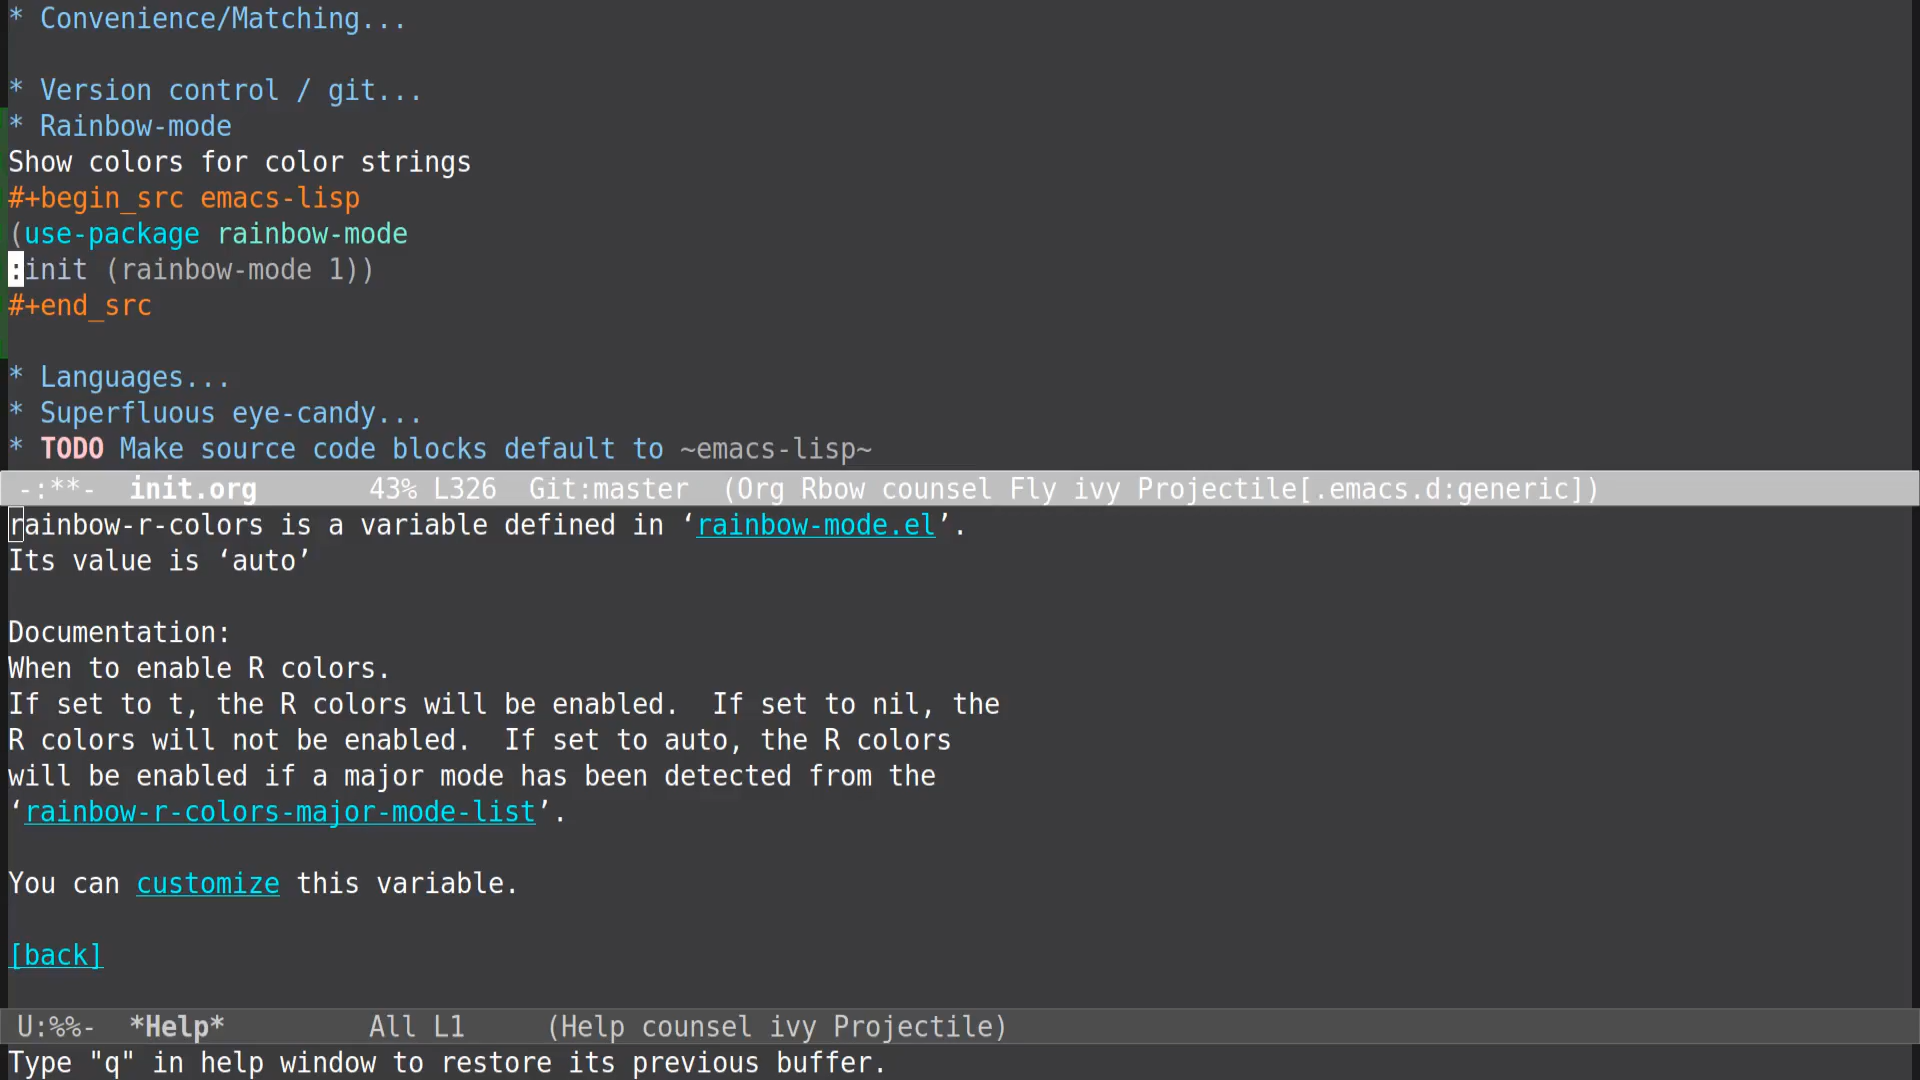 * Convenience/Matching...
* Version control / git...
* Rainbow-mode
Show colors for color strings
#+begin_src emacs-lisp
(use-package rainbow-mode
:init (rainbow-mode 1))
#+end_src
* Languages...
* Superfluous eye-candy...
* TODO Make source code blocks default to ~emacs-lisp~
-:**-  init.org       43% L326  Git:master  (Org Rbow counsel Fly ivy Projectile[.emacs.d:generic])
rainbow-r-colors is a variable defined in ‘rainbow-mode.el’.
Its value is ‘auto’
Documentation:
When to enable R colors.
If set to t, the R colors will be enabled.  If set to nil, the
R colors will not be enabled.  If set to auto, the R colors
will be enabled if a major mode has been detected from the
‘rainbow-r-colors-major-mode-list’.
You can customize this variable.
[back]
U:%%-  *Help*         All L1     (Help counsel ivy Projectile)
Type "q" in help window to restore its previous buffer.